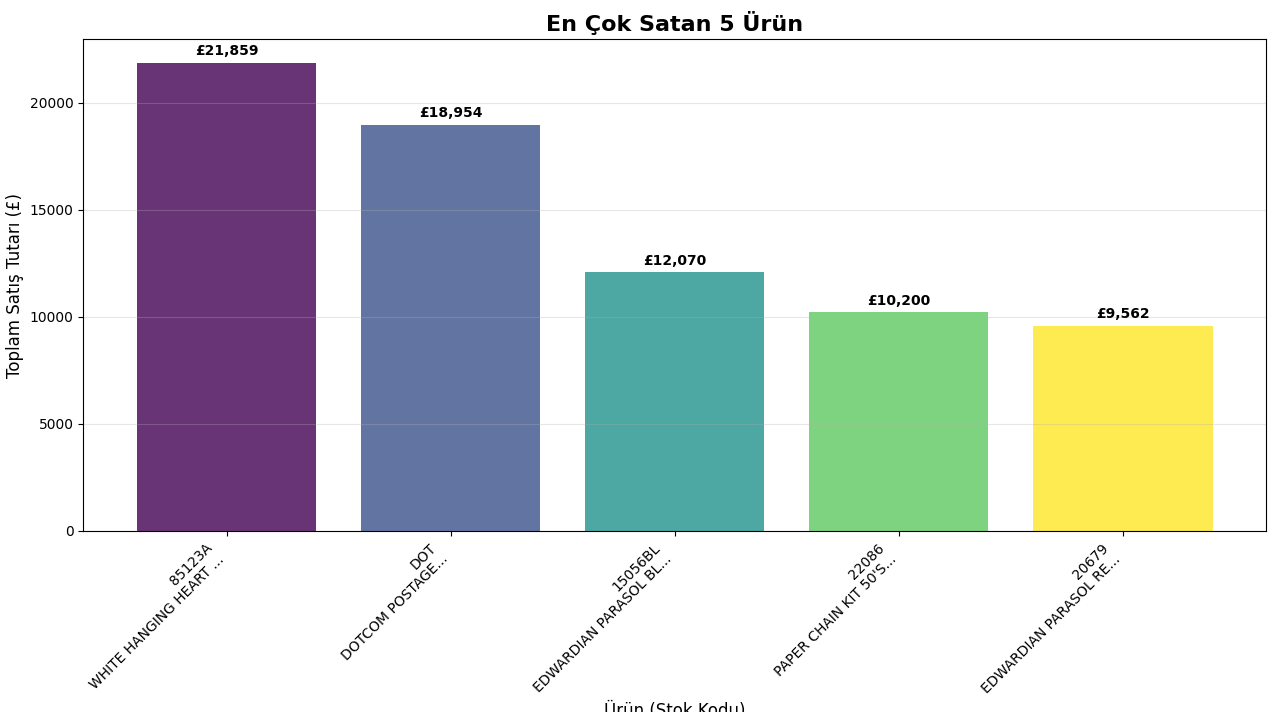 En Çok Satan 5 Ürün
Toplam Satış Tutarı (£)
20000
15000
10000
5000
0
£21,859
£18,954
£12,070
£10,200
£9,562
85123A
WHITE HANGING HEART ...
DOT
DOTCOM POSTAGE...
15056BL
EDWARDIAN PARASOL BL...
22086
PAPER CHAIN KIT 50'S...
20679
EDWARDIAN PARASOL RE...
Ürün (Stok Kodu)